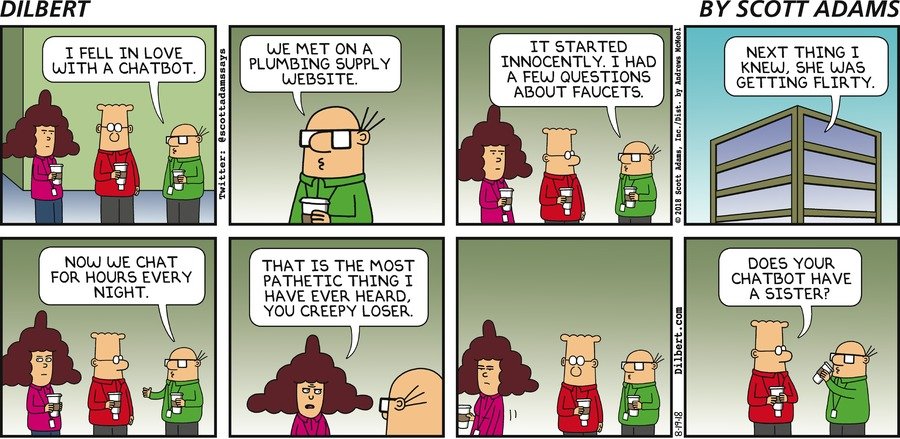 DILBERT
BY SCOTT ADAMS
I FELL IN LOVE
WITH A CHATBOT.
Twitter: @scottadamssays
WE MET ON A
PLUMBING SUPPLY
WEBSITE.
IT STARTED
INNOCENTLY. I HAD
A FEW QUESTIONS
ABOUT FAUCETS.
© 2018 Scott Adams, Inc./Dist. by Andrews McMeel
NEXT THING I
KNEW, SHE WAS
GETTING FLIRTY.
NOW WE CHAT
FOR HOURS EVERY
NIGHT.
THAT IS THE MOST
PATHETIC THING I
HAVE EVER HEARD,
YOU CREEPY LOSER.
Dilbert.com
8-19-18
DOES YOUR
CHATBOT HAVE
A SISTER?